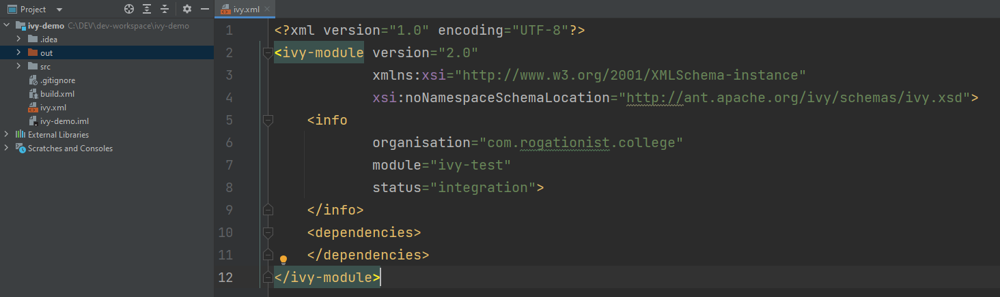 Project
ivy-demo C:\DEV\dev-workspace\ivy-demo
.idea
out
src
.gitignore
build.xml
ivy.xml
ivy-demo.iml
External Libraries
Scratches and Consoles
ivy.xml
1 <?xml version="1.0" encoding="UTF-8"?>
2 <ivy-module version="2.0"
3 xmlns:xsi="http://www.w3.org/2001/XMLSchema-instance"
4 xsi:noNamespaceSchemaLocation="http://ant.apache.org/ivy/schemas/ivy.xsd">
5 <info
6 organisation="com.rogationist.college"
7 module="ivy-test"
8 status="integration">
9 </info>
10 <dependencies>
11 </dependencies>
12 </ivy-module>